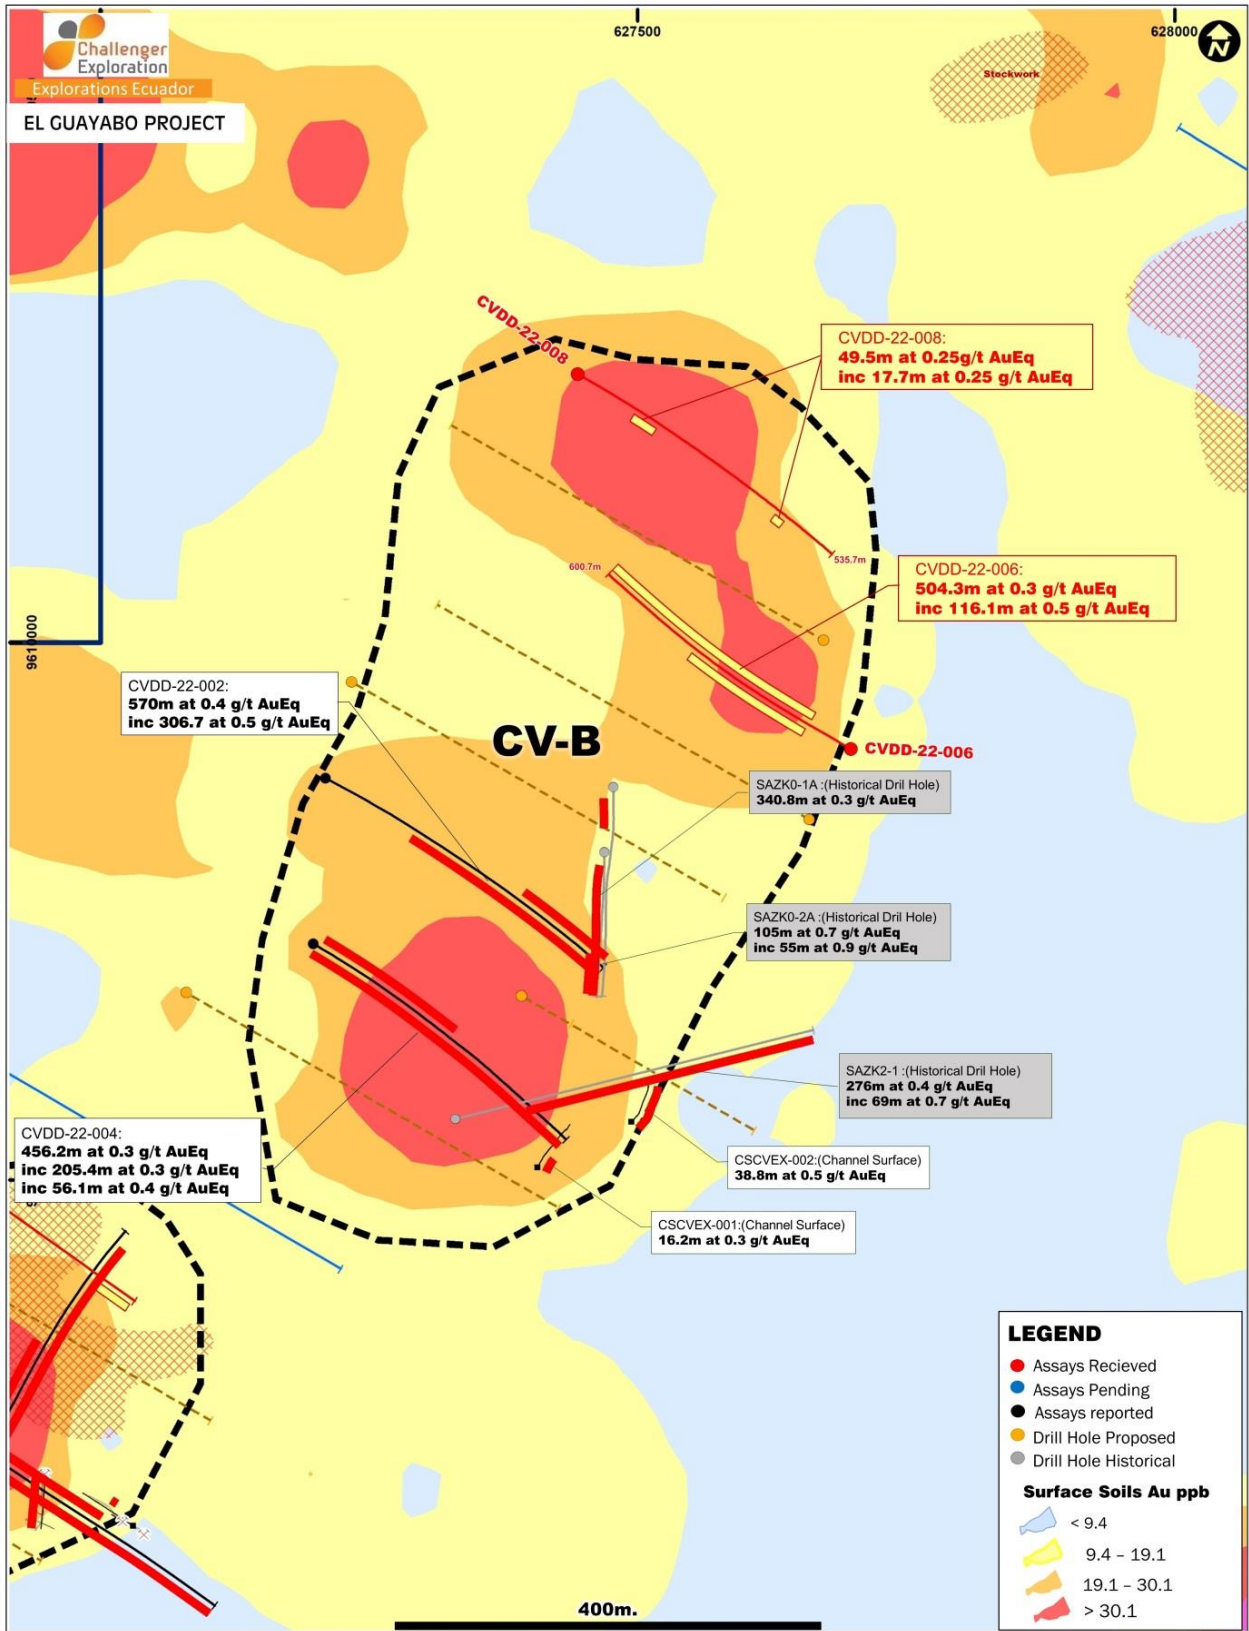 627500
628000
N
Challenger
Exploration
Explorations Ecuador
EL GUAYABO PROJECT
Stockwork
CVDD-22-008
CVDD-22-008:
49.5m at 0.25g/t AuEq
inc 17.7m at 0.25 g/t AuEq
535.7m
600.7m
CVDD-22-006:
504.3m at 0.3 g/t AuEq
inc 116.1m at 0.5 g/t AuEq
9610000
CVDD-22-002:
570m at 0.4 g/t AuEq
inc 306.7 at 0.5 g/t AuEq
CV-B
CVDD-22-006
SAZK0-1A :(Historical Dril Hole)
340.8m at 0.3 g/t AuEq
SAZK0-2A :(Historical Dril Hole)
105m at 0.7 g/t AuEq
inc 55m at 0.9 g/t AuEq
SAZK2-1 :(Historical Dril Hole)
276m at 0.4 g/t AuEq
inc 69m at 0.7 g/t AuEq
CVDD-22-004:
456.2m at 0.3 g/t AuEq
inc 205.4m at 0.3 g/t AuEq
inc 56.1m at 0.4 g/t AuEq
CSCVEX-002:(Channel Surface)
38.8m at 0.5 g/t AuEq
CSCVEX-001:(Channel Surface)
16.2m at 0.3 g/t AuEq
LEGEND
Assays Recieved
Assays Pending
Assays reported
Drill Hole Proposed
Drill Hole Historical
Surface Soils Au ppb
< 9.4
9.4 – 19.1
19.1 – 30.1
> 30.1
400m.